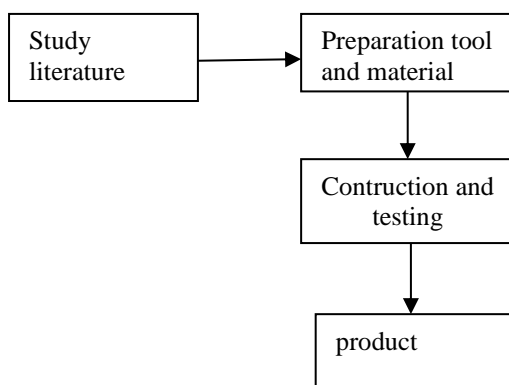 Study
literature
Preparation tool
and material
Contruction and
testing
product